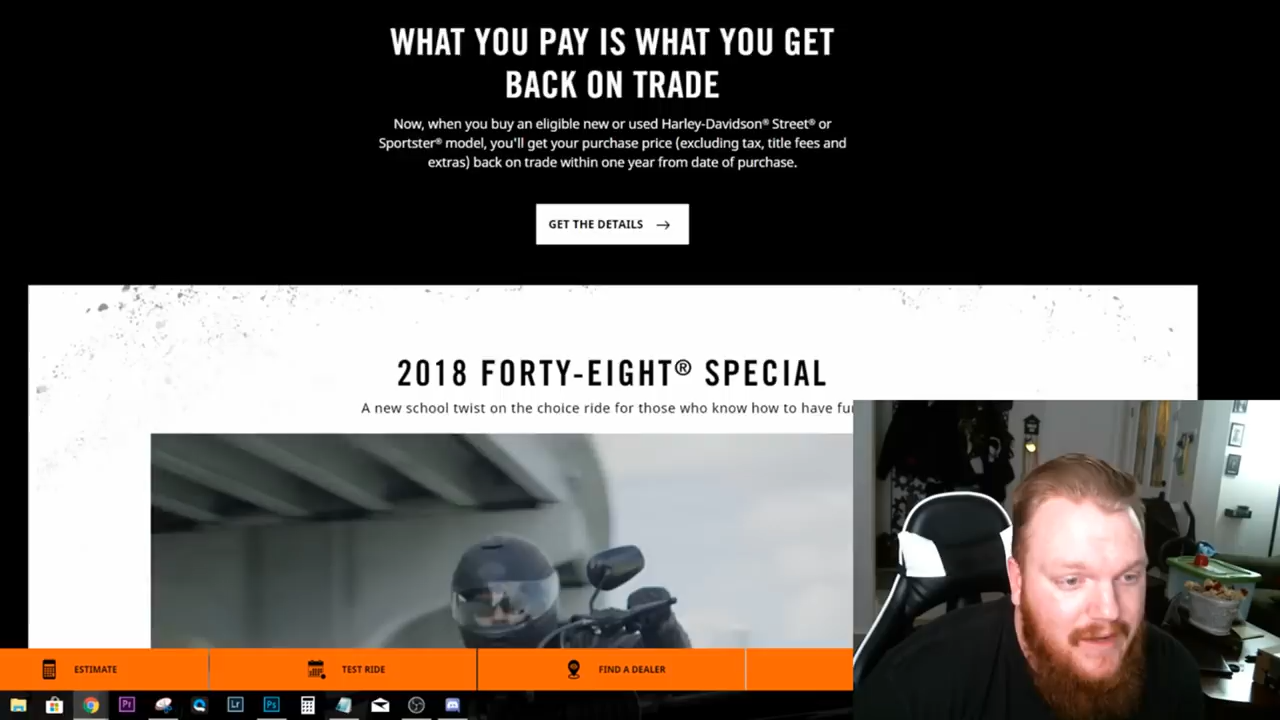 WHAT YOU PAY IS WHAT YOU GET
BACK ON TRADE
Now, when you buy an eligible new or used Harley-Davidson® Street® or
Sportster® model, you'll get your purchase price (excluding tax, title fees and
extras) back on trade within one year from date of purchase.
GET THE DETAILS
2018 FORTY-EIGHT® SPECIAL
A new school twist on the choice ride for those who know how to have
ESTIMATE
TEST RIDE
FIND A DEALER
Pr
Lr
Ps